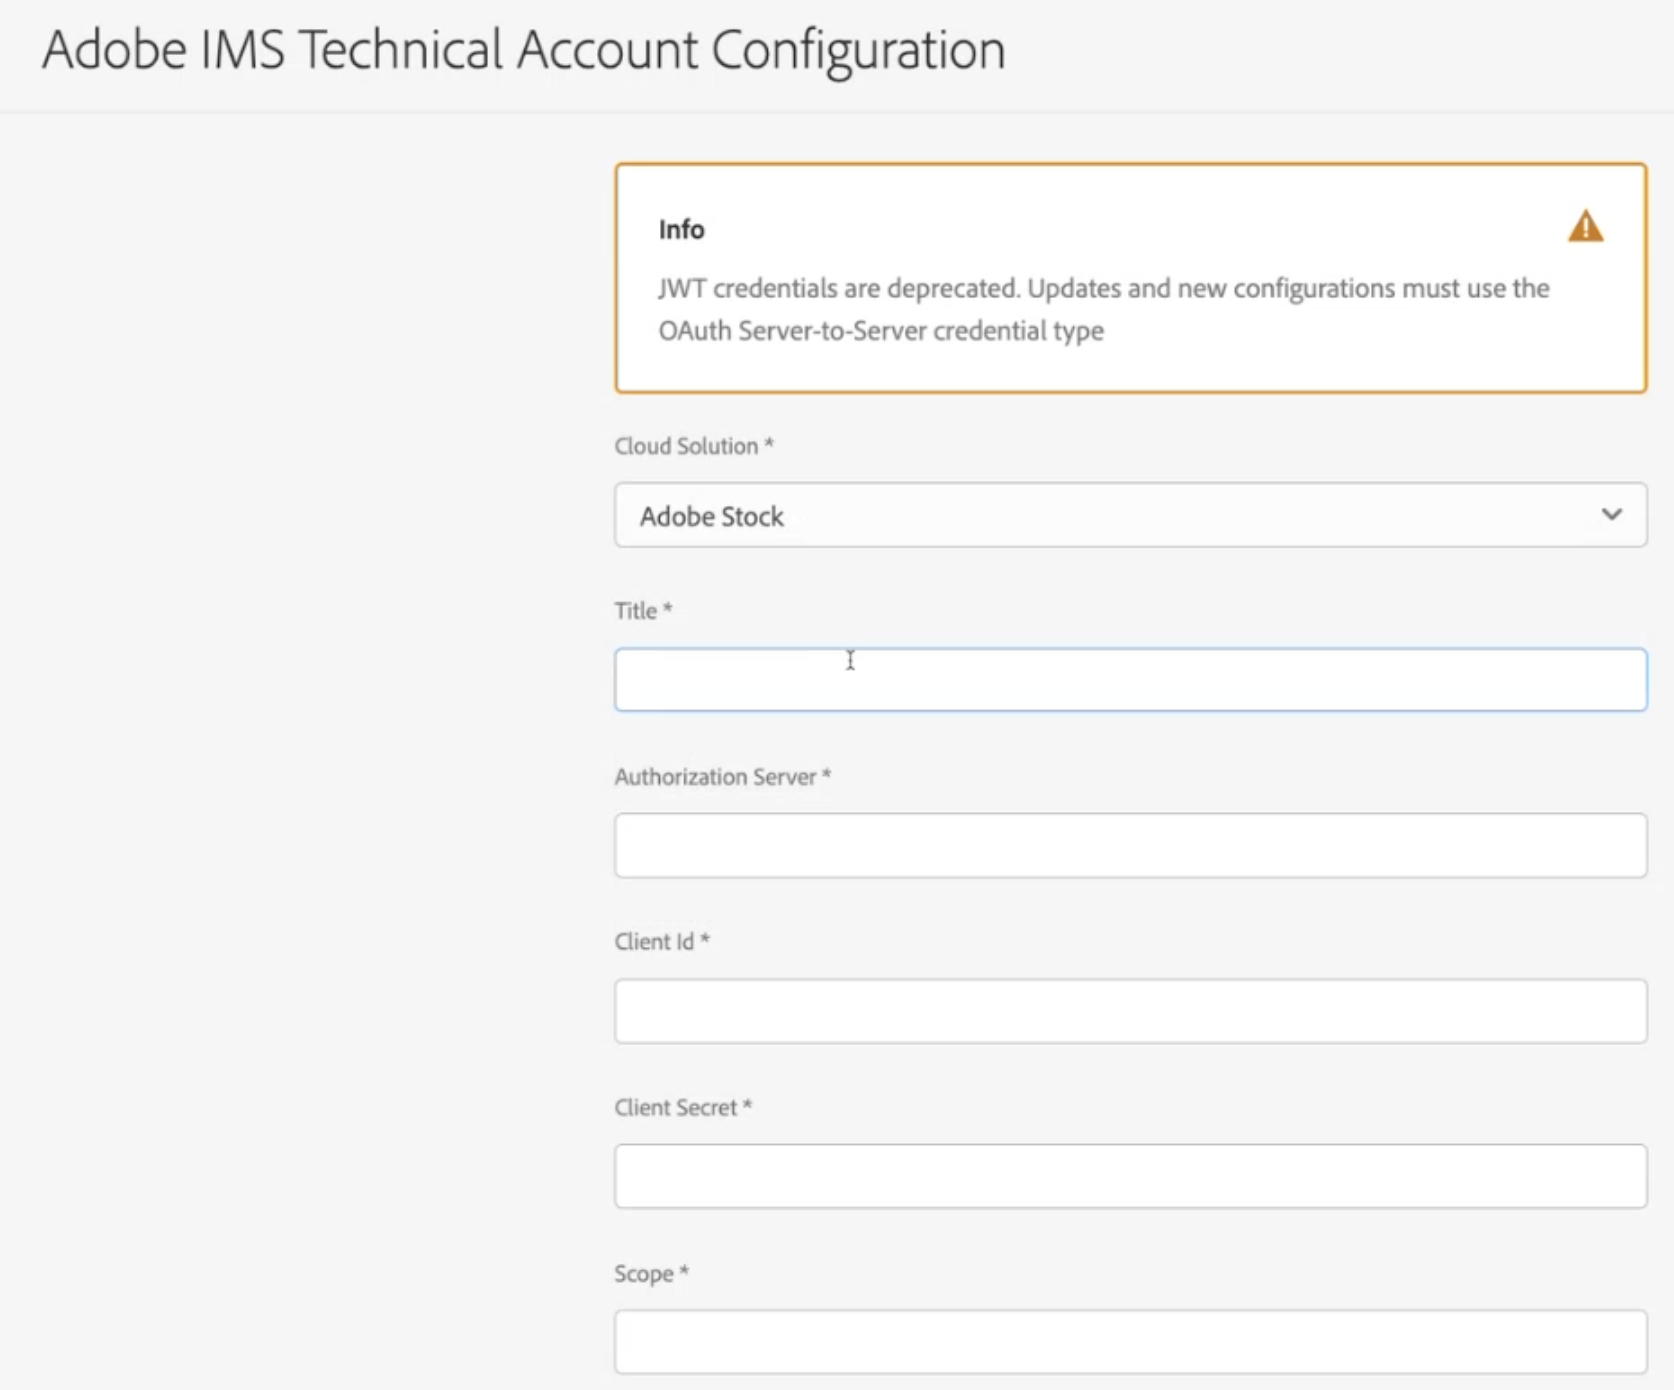 Adobe IMS Technical Account Configuration
Info
JWT credentials are deprecated. Updates and new configurations must use the
OAuth Server-to-Server credential type
Cloud Solution *
Adobe Stock
Title *
Authorization Server *
Client Id *
Client Secret *
Scope *